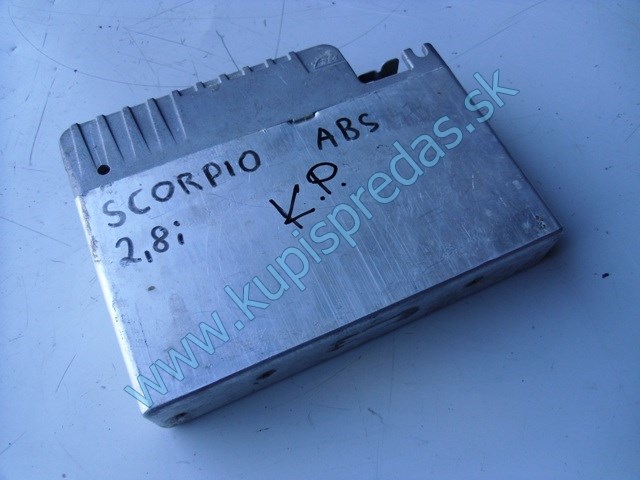 SCORPIO ABS
2,8i K.P.
www.kupispredas.sk